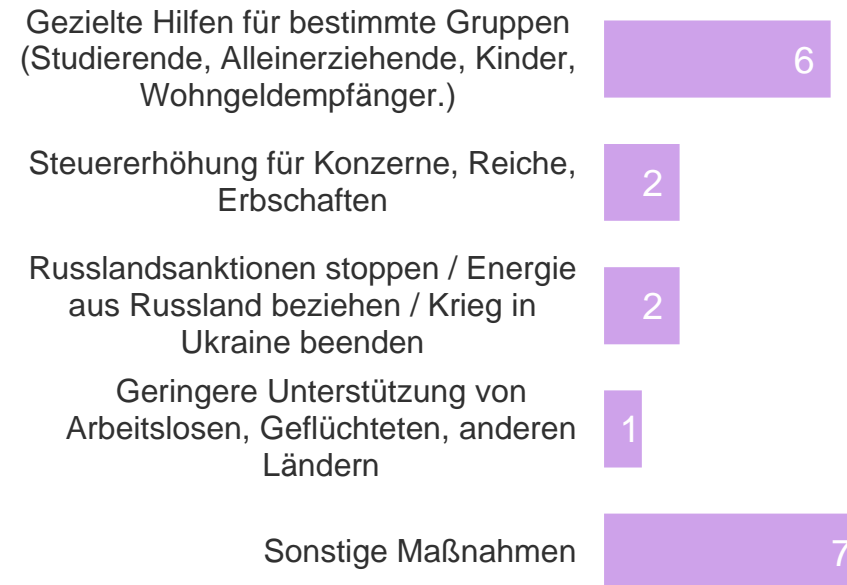 Gezielte Hilfen für bestimmte Gruppen
(Studierende, Alleinerziehende, Kinder,
Wohngeldempfänger.)
6
Steuererhöhung für Konzerne, Reiche,
Erbschaften
2
Russlandsanktionen stoppen / Energie
aus Russland beziehen / Krieg in
Ukraine beenden
2
Geringere Unterstützung von
Arbeitslosen, Geflüchteten, anderen
Ländern
1
Sonstige Maßnahmen
7